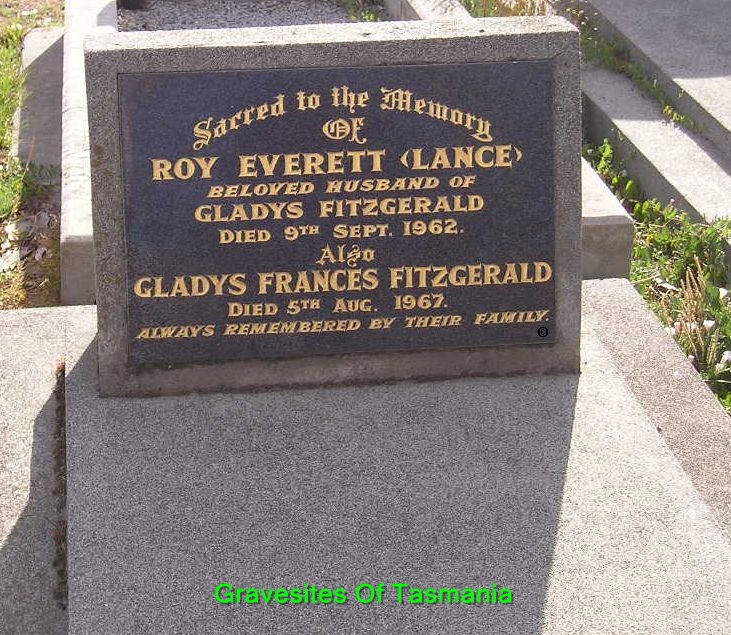 Sacred to the Memory
OF
ROY EVERETT (LANCE)
BELOVED HUSBAND OF
GLADYS FITZGERALD
DIED 9TH SEPT. 1962.
Also
GLADYS FRANCES FITZGERALD
DIED 5TH AUG. 1967.
ALWAYS REMEMBERED BY THEIR FAMILY.
Gravesites Of Tasmania